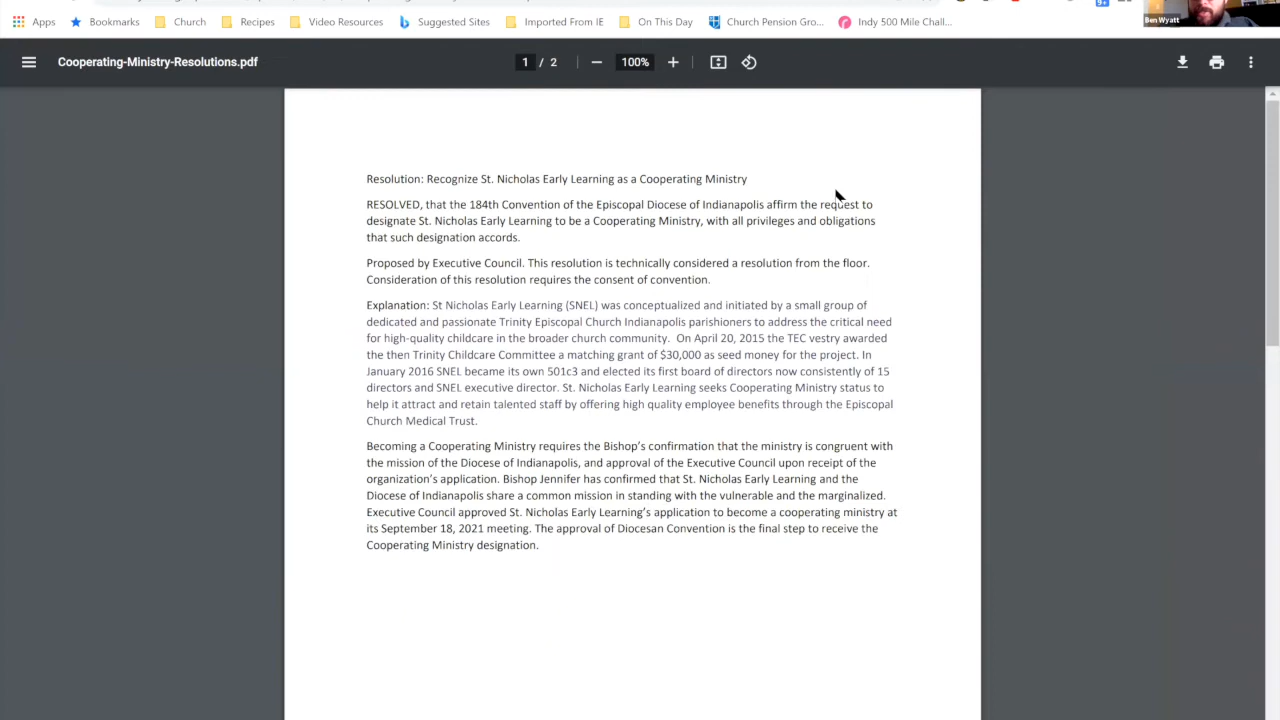 Apps Bookmarks Church Recipes Video Resources Suggested Sites Imported From IE On This Day Church Pension Gro... Indy 500 Mile Chall...
9+
Ben Wyatt
Cooperating-Ministry-Resolutions.pdf 1 / 2 100%
Resolution: Recognize St. Nicholas Early Learning as a Cooperating Ministry
RESOLVED, that the 184th Convention of the Episcopal Diocese of Indianapolis affirm the request to
designate St. Nicholas Early Learning to be a Cooperating Ministry, with all privileges and obligations
that such designation accords.
Proposed by Executive Council. This resolution is technically considered a resolution from the floor.
Consideration of this resolution requires the consent of convention.
Explanation: St Nicholas Early Learning (SNEL) was conceptualized and initiated by a small group of
dedicated and passionate Trinity Episcopal Church Indianapolis parishioners to address the critical need
for high-quality childcare in the broader church community. On April 20, 2015 the TEC vestry awarded
the then Trinity Childcare Committee a matching grant of $30,000 as seed money for the project. In
January 2016 SNEL became its own 501c3 and elected its first board of directors now consistently of 15
directors and SNEL executive director. St. Nicholas Early Learning seeks Cooperating Ministry status to
help it attract and retain talented staff by offering high quality employee benefits through the Episcopal
Church Medical Trust.
Becoming a Cooperating Ministry requires the Bishop's confirmation that the ministry is congruent with
the mission of the Diocese of Indianapolis, and approval of the Executive Council upon receipt of the
organization's application. Bishop Jennifer has confirmed that St. Nicholas Early Learning and the
Diocese of Indianapolis share a common mission in standing with the vulnerable and the marginalized.
Executive Council approved St. Nicholas Early Learning's application to become a cooperating ministry at
its September 18, 2021 meeting. The approval of Diocesan Convention is the final step to receive the
Cooperating Ministry designation.